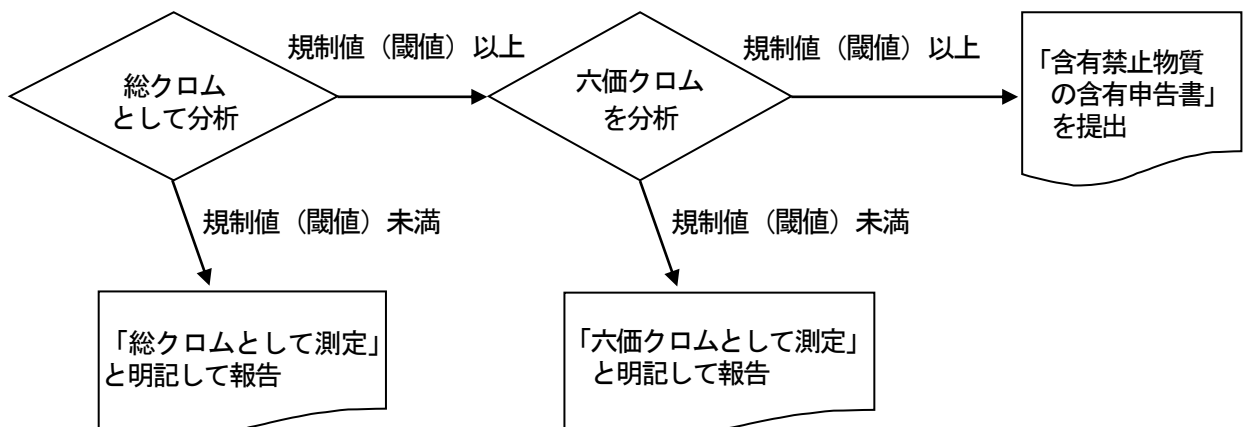 総クロム
として分析
規制値（閾値）以上
六価クロム
を分析
規制値（閾値）以上
「含有禁止物質
の含有申告書」
を提出
規制値（閾値）未満
規制値（閾値）未満
「総クロムとして測定」
と明記して報告
「六価クロムとして測定」
と明記して報告